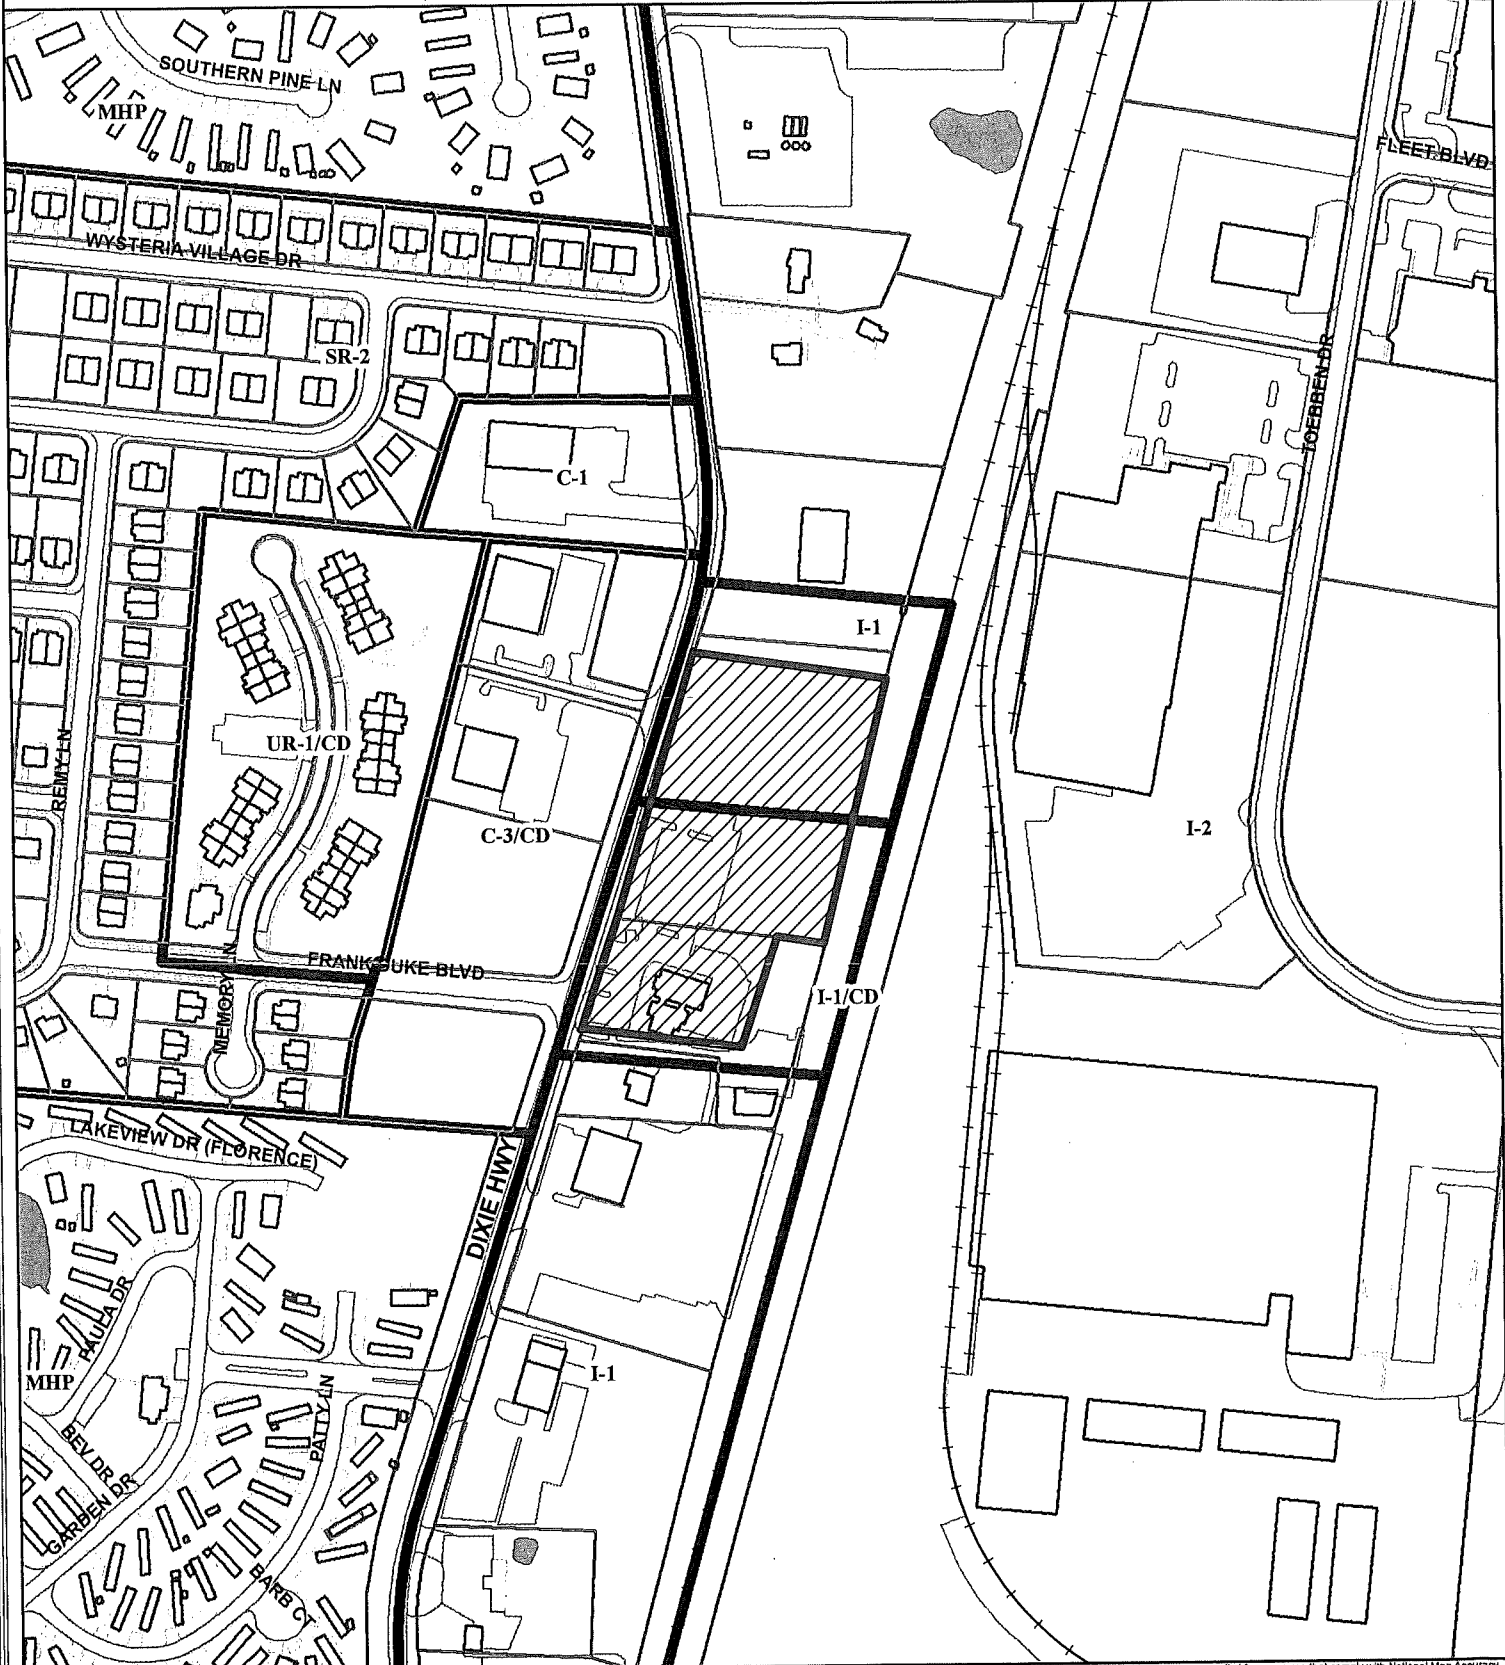 SOUTHERN PINE LN
MHP
FLEET BLVD
WYSTERIA VILLAGE DR
SR-2
TOEBBEN DR
C-1
I-1
REMY LN
UR-1/CD
C-3/CD
I-2
FRANK DUKE BLVD
MEMORY LN
I-1/CD
LAKEVIEW DR (FLORENCE)
DIXIE HWY
PAULA DR
MHP
I-1
PATTY LN
BEV DR
GARDEN DR
BARB CT